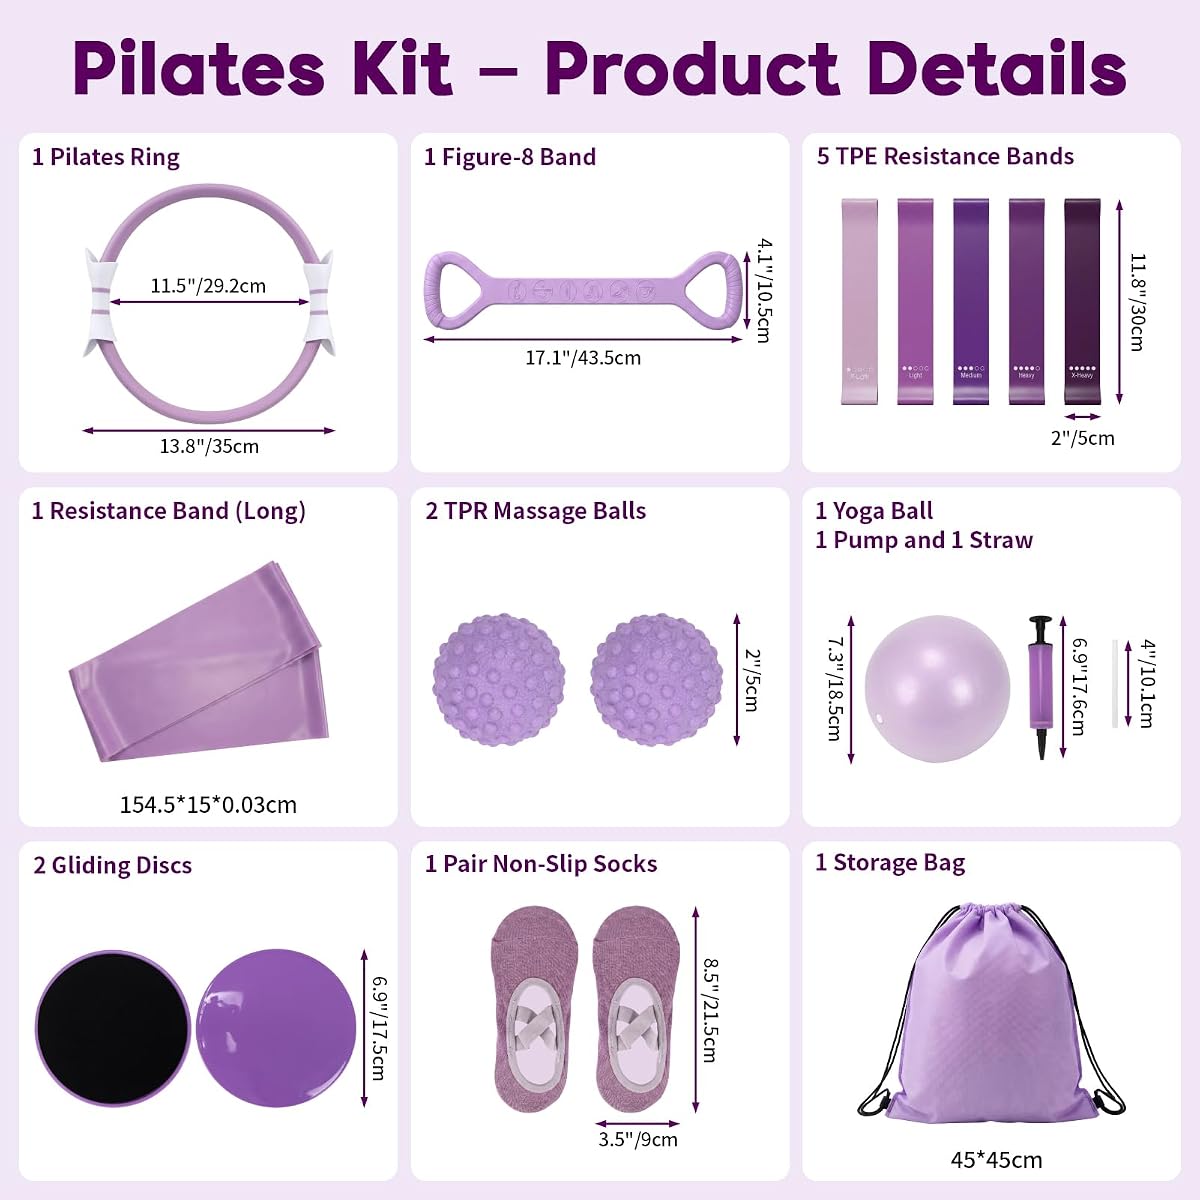 Pilates Kit – Product Details
1 Pilates Ring
11.5"/29.2cm
13.8"/35cm
1 Figure-8 Band
4.1"/10.5cm
17.1"/43.5cm
5 TPE Resistance Bands
11.8"/30cm
X-Light
Light
Medium
Heavy
X-Heavy
2"/5cm
1 Resistance Band (Long)
154.5*15*0.03cm
2 TPR Massage Balls
2"/5cm
1 Yoga Ball
1 Pump and 1 Straw
7.3"/18.5cm
6.9"17.6cm
4"/10.1cm
2 Gliding Discs
6.9"/17.5cm
1 Pair Non-Slip Socks
8.5"/21.5cm
3.5"/9cm
1 Storage Bag
45*45cm